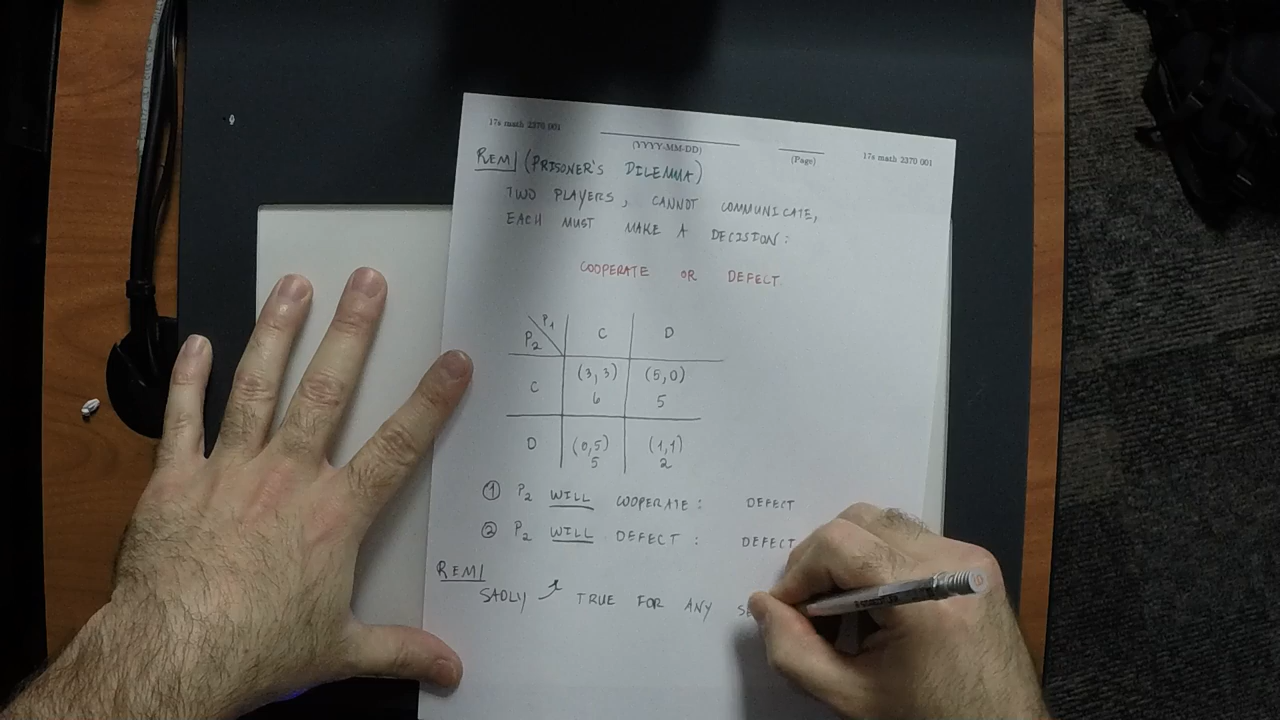 17s math 2370 001
(YYYY-MM-DD)
(Page)
17s math 2370 001
REM| (PRISONER'S DILEMMA)
TWO PLAYERS, CANNOT COMMUNICATE,
EACH MUST MAKE A DECISION:
COOPERATE OR DEFECT
P1 C D
P2
C (3,3) (5,0)
6 5
D (0,5) (1,1)
5 2
① P2 WILL COOPERATE: DEFECT
② P2 WILL DEFECT: DEFECT
REM|
SADLY TRUE FOR ANY